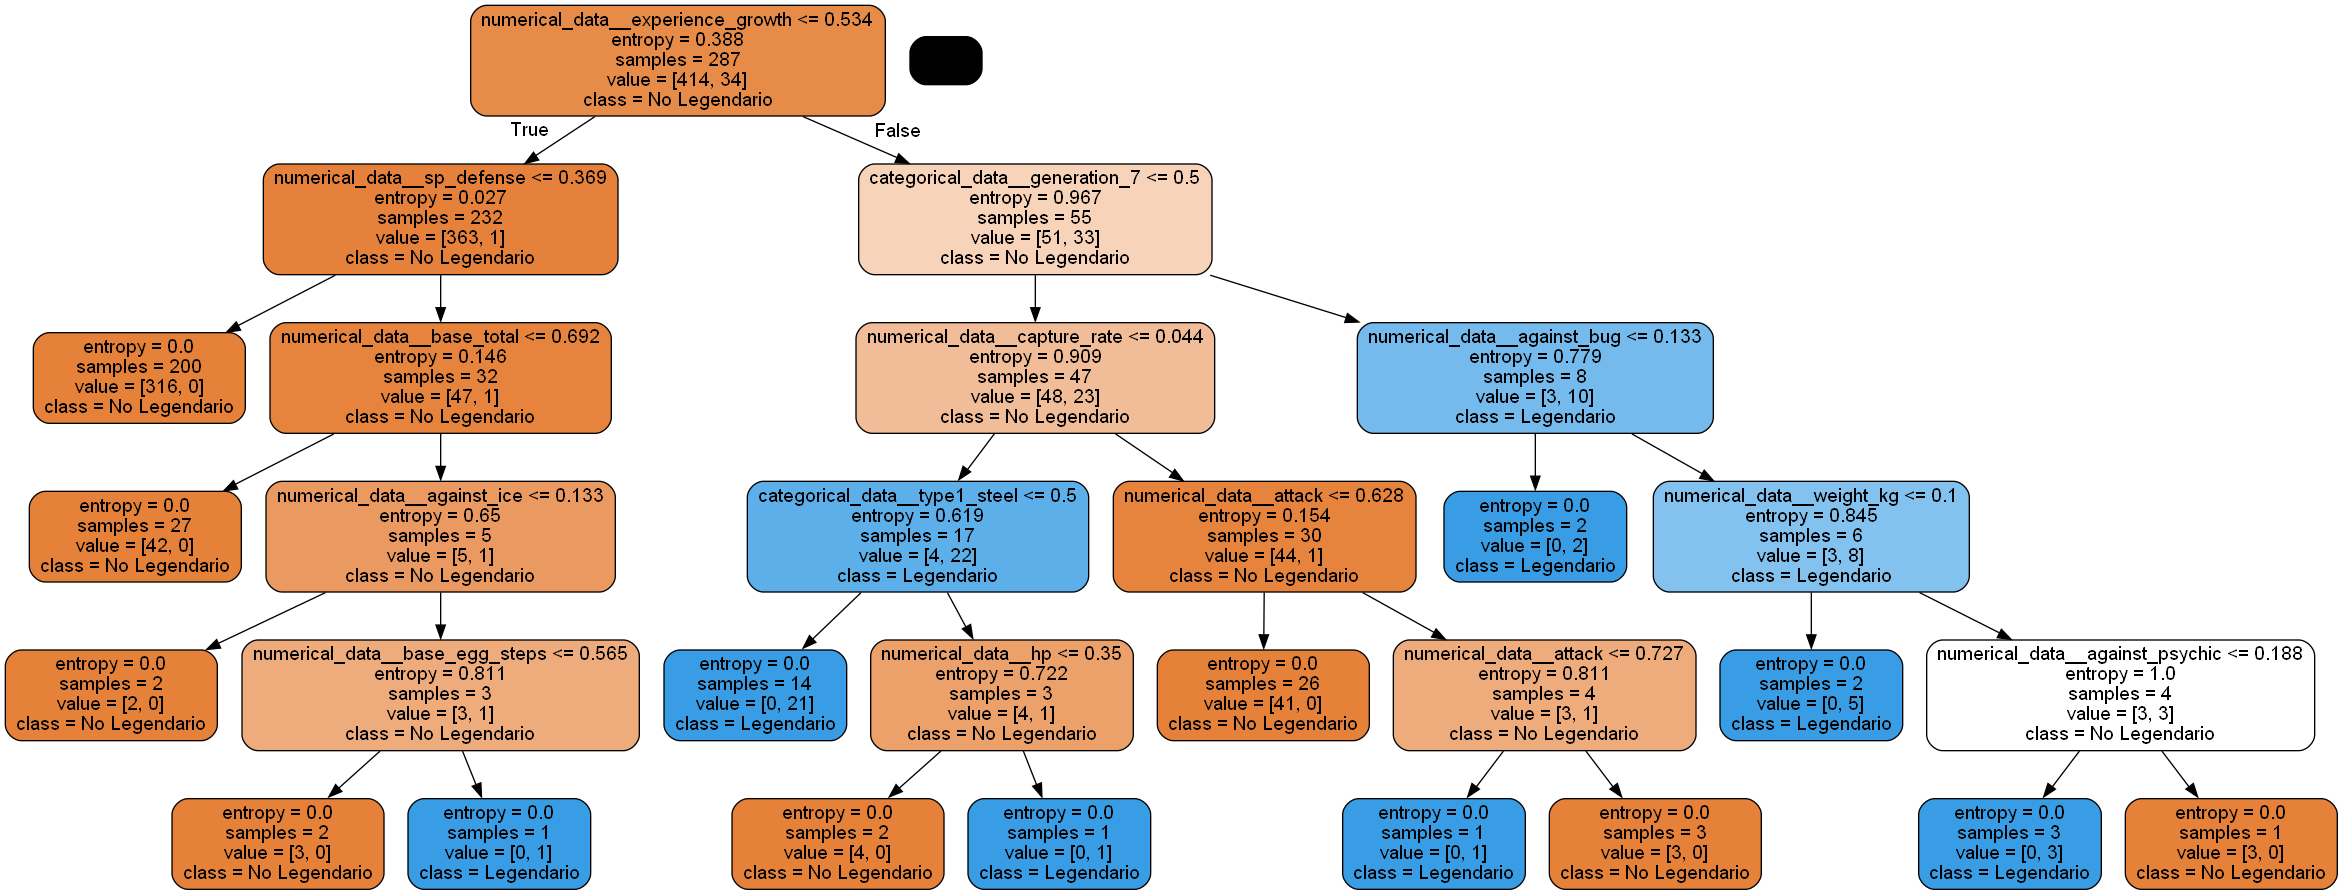 numerical_data__experience_growth <= 0.534
entropy = 0.388
samples = 287
value = [414, 34]
class = No Legendario
True
False
numerical_data__sp_defense <= 0.369
entropy = 0.027
samples = 232
value = [363, 1]
class = No Legendario
categorical_data__generation_7 <= 0.5
entropy = 0.967
samples = 55
value = [51, 33]
class = No Legendario
entropy = 0.0
samples = 200
value = [316, 0]
class = No Legendario
numerical_data__base_total <= 0.692
entropy = 0.146
samples = 32
value = [47, 1]
class = No Legendario
numerical_data__capture_rate <= 0.044
entropy = 0.909
samples = 47
value = [48, 23]
class = No Legendario
numerical_data__against_bug <= 0.133
entropy = 0.779
samples = 8
value = [3, 10]
class = Legendario
entropy = 0.0
samples = 27
value = [42, 0]
class = No Legendario
numerical_data__against_ice <= 0.133
entropy = 0.65
samples = 5
value = [5, 1]
class = No Legendario
categorical_data__type1_steel <= 0.5
entropy = 0.619
samples = 17
value = [4, 22]
class = Legendario
numerical_data__attack <= 0.628
entropy = 0.154
samples = 30
value = [44, 1]
class = No Legendario
entropy = 0.0
samples = 2
value = [0, 2]
class = Legendario
numerical_data__weight_kg <= 0.1
entropy = 0.845
samples = 6
value = [3, 8]
class = Legendario
entropy = 0.0
samples = 2
value = [2, 0]
class = No Legendario
numerical_data__base_egg_steps <= 0.565
entropy = 0.811
samples = 3
value = [3, 1]
class = No Legendario
entropy = 0.0
samples = 14
value = [0, 21]
class = Legendario
numerical_data__hp <= 0.35
entropy = 0.722
samples = 3
value = [4, 1]
class = No Legendario
entropy = 0.0
samples = 26
value = [41, 0]
class = No Legendario
numerical_data__attack <= 0.727
entropy = 0.811
samples = 4
value = [3, 1]
class = No Legendario
entropy = 0.0
samples = 2
value = [0, 5]
class = Legendario
numerical_data__against_psychic <= 0.188
entropy = 1.0
samples = 4
value = [3, 3]
class = No Legendario
entropy = 0.0
samples = 2
value = [3, 0]
class = No Legendario
entropy = 0.0
samples = 1
value = [0, 1]
class = Legendario
entropy = 0.0
samples = 2
value = [4, 0]
class = No Legendario
entropy = 0.0
samples = 1
value = [0, 1]
class = Legendario
entropy = 0.0
samples = 1
value = [0, 1]
class = Legendario
entropy = 0.0
samples = 3
value = [3, 0]
class = No Legendario
entropy = 0.0
samples = 3
value = [0, 3]
class = Legendario
entropy = 0.0
samples = 1
value = [3, 0]
class = No Legendario